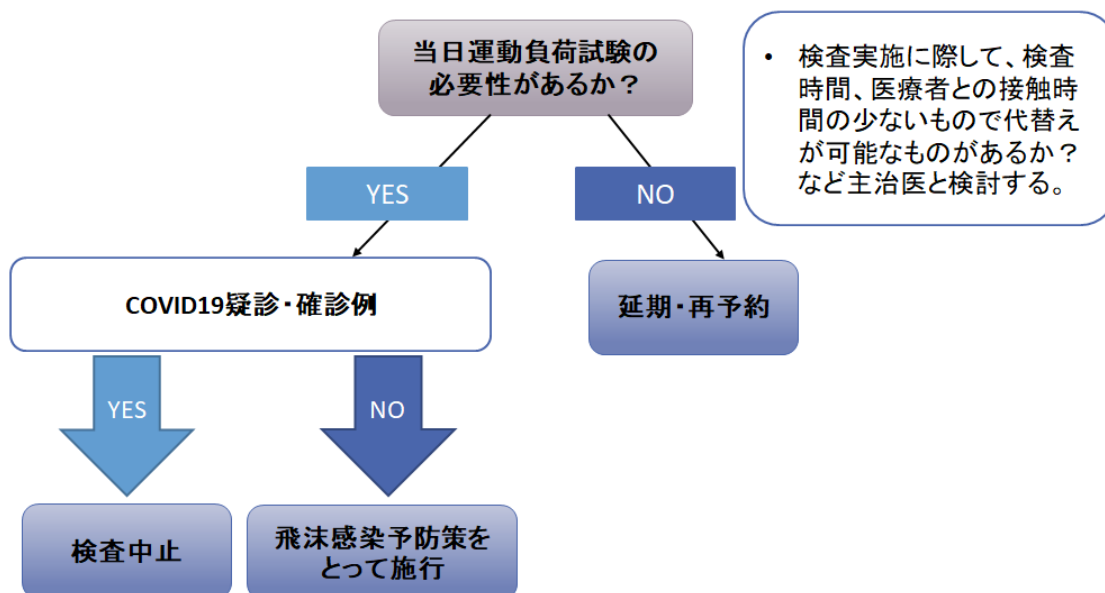 当日運動負荷試験の
必要性があるか？
• 検査実施に際して、検査
時間、医療者との接触時
間の少ないもので代替え
が可能なものがあるか？
など主治医と検討する。
YES
NO
COVID19疑診・確診例
延期・再予約
YES
NO
検査中止
飛沫感染予防策を
とって施行